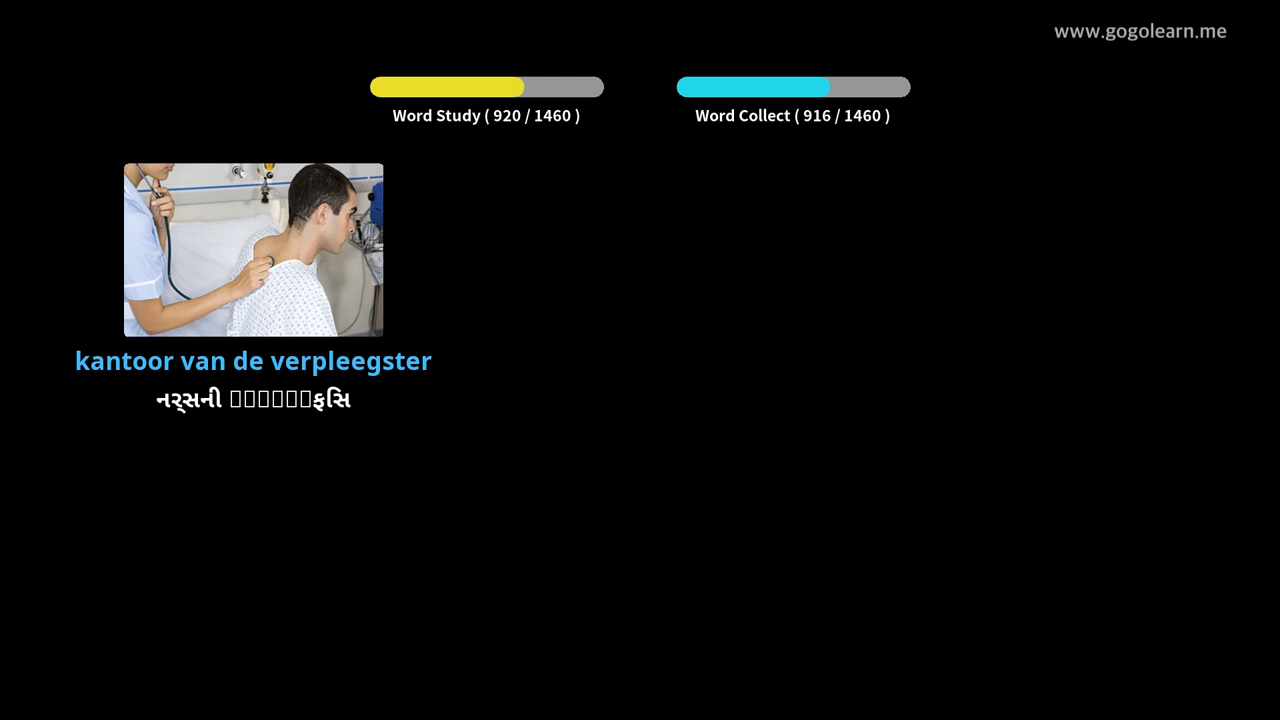 www.gogolearn.me
Word Study ( 920 / 1460 )
Word Collect ( 916 / 1460 )
kantoor van de verpleegster
નર્સની